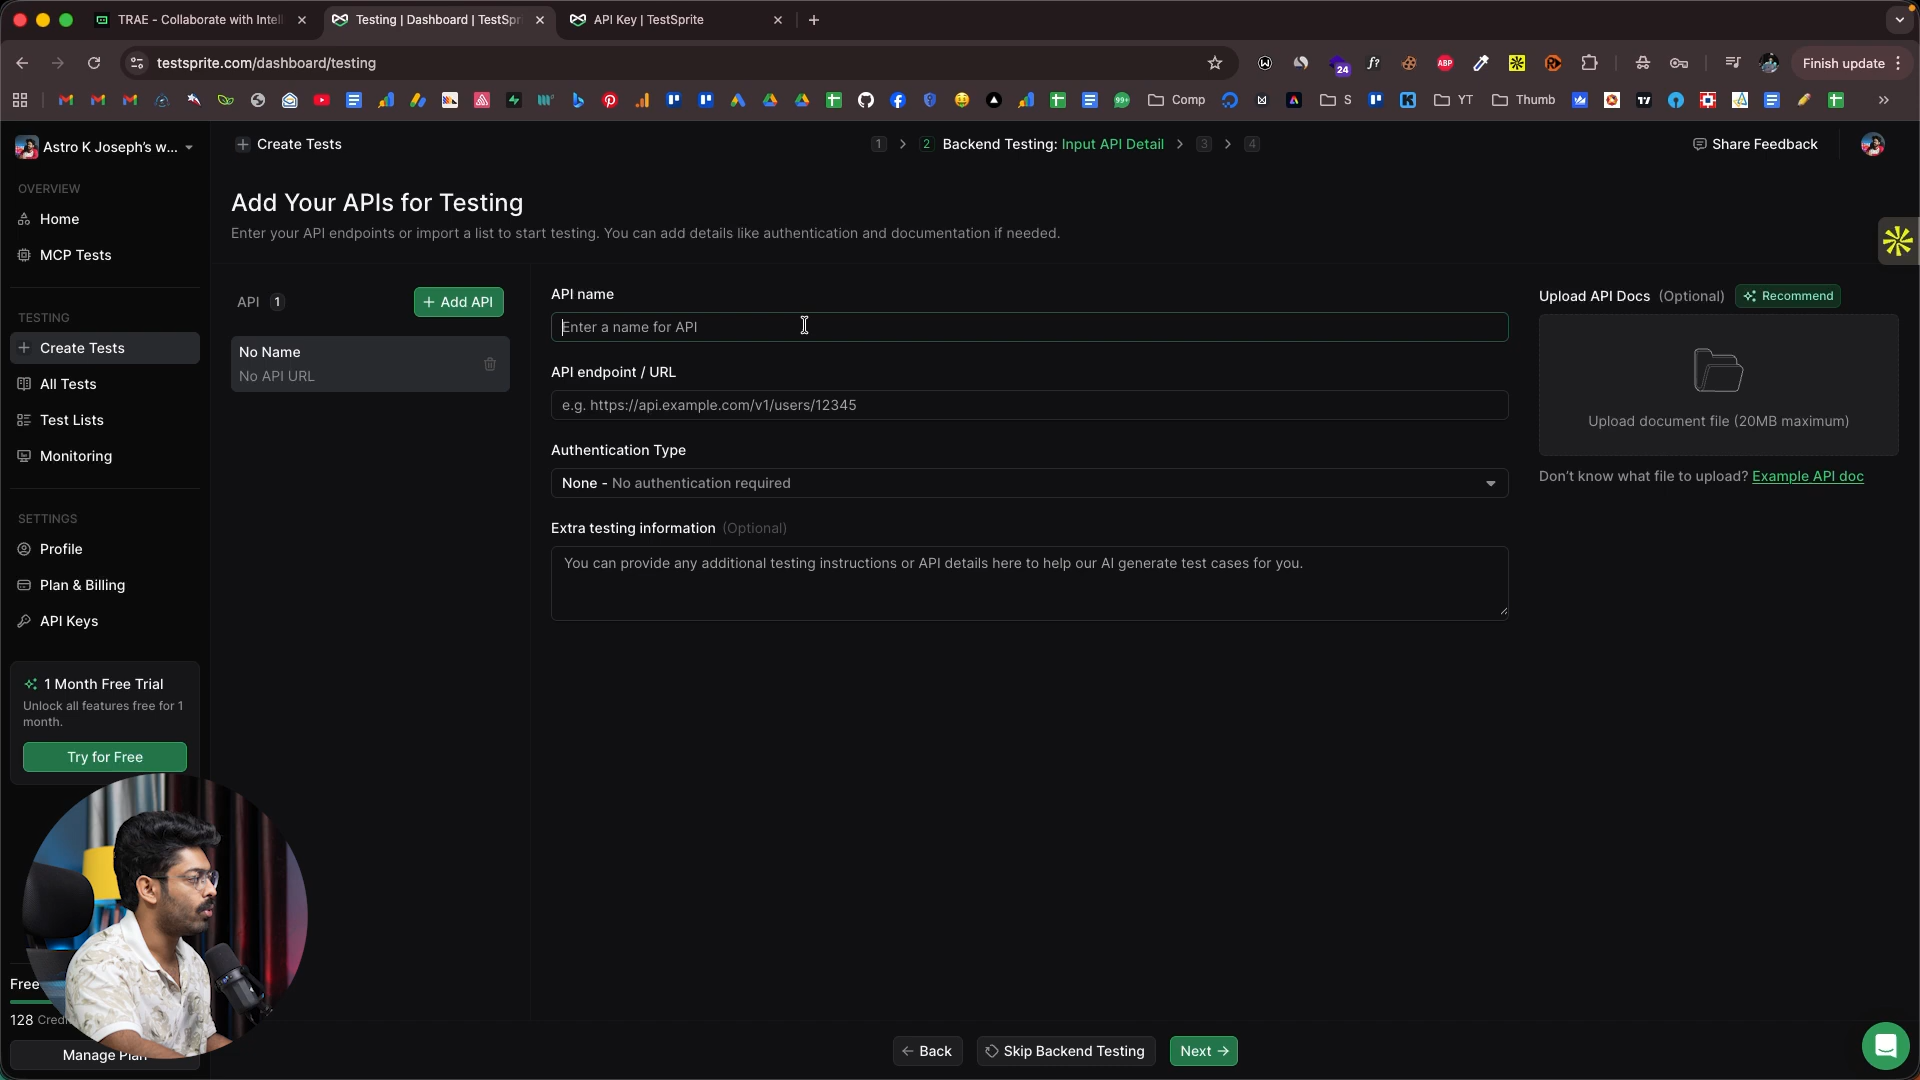 TRAE - Collaborate with Intel
Testing | Dashboard | TestSpr
API Key | TestSprite
testsprite.com/dashboard/testing
24
f?
ABP
Finish update
99+
Comp
S
YT
Thumb
Astro K Joseph's w...
Create Tests
1
2
Backend Testing: Input API Detail
3
4
Share Feedback
OVERVIEW
Home
MCP Tests
TESTING
Create Tests
All Tests
Test Lists
Monitoring
SETTINGS
Profile
Plan & Billing
API Keys
1 Month Free Trial
Unlock all features free for 1
month.
Try for Free
Free
128 Credi
Manage Plan
Add Your APIs for Testing
Enter your API endpoints or import a list to start testing. You can add details like authentication and documentation if needed.
API 1
+ Add API
No Name
No API URL
API name
Enter a name for API
API endpoint / URL
e.g. https://api.example.com/v1/users/12345
Authentication Type
None - No authentication required
Extra testing information (Optional)
You can provide any additional testing instructions or API details here to help our AI generate test cases for you.
Upload API Docs (Optional) Recommend
Upload document file (20MB maximum)
Don't know what file to upload? Example API doc
← Back
Skip Backend Testing
Next →